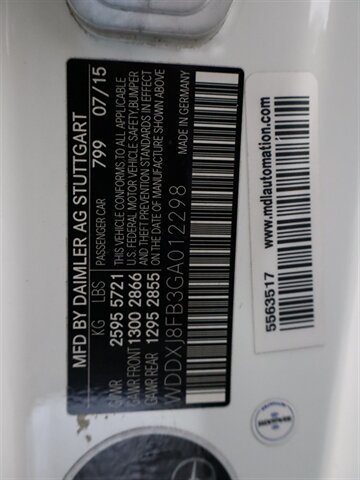 MFD BY DAIMLER AG STUTTGART
KG LBS PASSENGER CAR 799 07/15
GVWR 2595 5721
GAWR FRONT 1300 2866
GAWR REAR 1295 2855
THIS VEHICLE CONFORMS TO ALL APPLICABLE
U.S. FEDERAL MOTOR VEHICLE SAFETY,BUMPER
AND THEFT PREVENTION STANDARDS IN EFFECT
ON THE DATE OF MANUFACTURE SHOWN ABOVE
MADE IN GERMANY
WDDXJ8FB3GA012298
5563517
www.mdlautomation.com